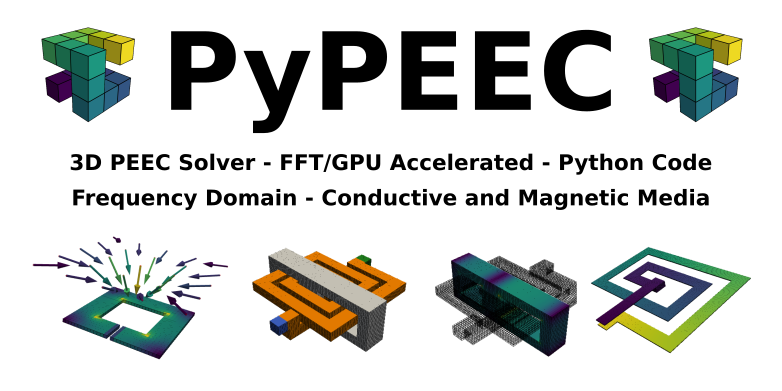 PyPEEC
3D PEEC Solver - FFT/GPU Accelerated - Python Code
Frequency Domain - Conductive and Magnetic Media